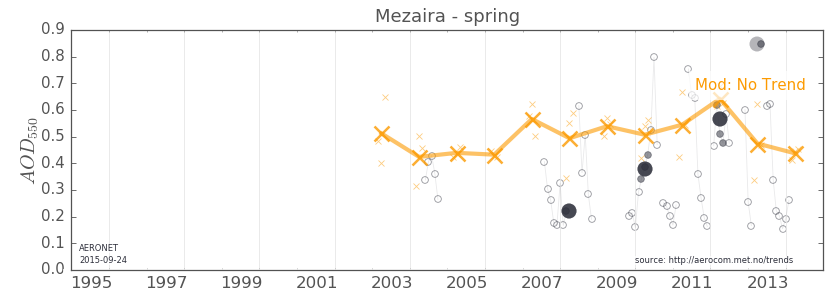 Mezaira - spring
0.9
0.8
0.7
0.6
0.5
0.4
0.3
0.2
0.1
0.0
AOD550
Mod: No Trend
AERONET
2015-09-24
source: http://aerocom.met.no/trends
1995 1997 1999 2001 2003 2005 2007 2009 2011 2013